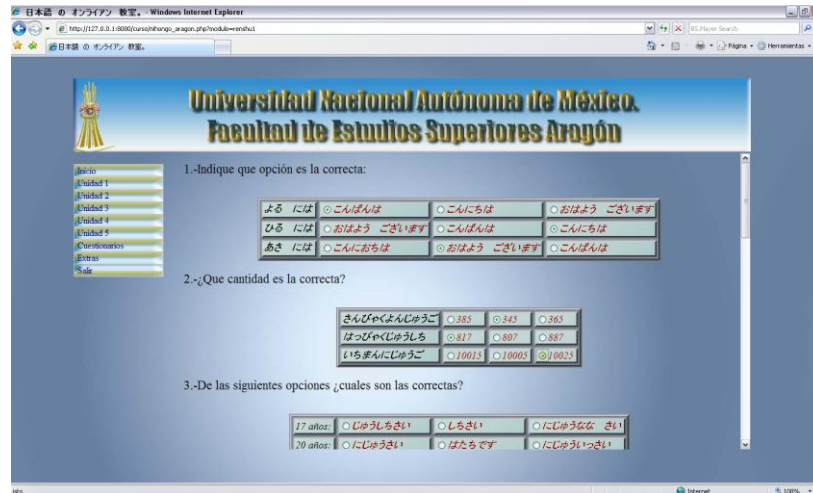 日本語 の オンライアン 教室。 - Windows Internet Explorer
http://127.0.0.1:8080/curso/nihongo_aragon.php?modulo=renshu1
BS Player Search
日本語 の オンライアン 教室。
Página
Herramientas
Universidad Nacional Autónoma de México.
Facultad de Estudios Superiores Aragón
Inicio
Unidad 1
Unidad 2
Unidad 3
Unidad 4
Unidad 5
Cuestionarios
Extras
Salir
1.-Indique que opción es la correcta:
よる には こんばんは こんにちは おはよう ございます
ひる には おはよう ございます こんばんは こんにちは
あさ には こんにおちは おはよう ございます こんばんは
2.-¿Que cantidad es la correcta?
さんびゃくよんじゅうご 385 345 365
はっぴゃくじゅうしち 817 807 887
いちまんにじゅうご 10015 10005 10025
3.-De las siguientes opciones ¿cuales son las correctas?
17 años: じゅうしちさい しちさい にじゅうなな さい
20 años: にじゅうさい はたちです にじゅういっさい
Listo
Internet
100%